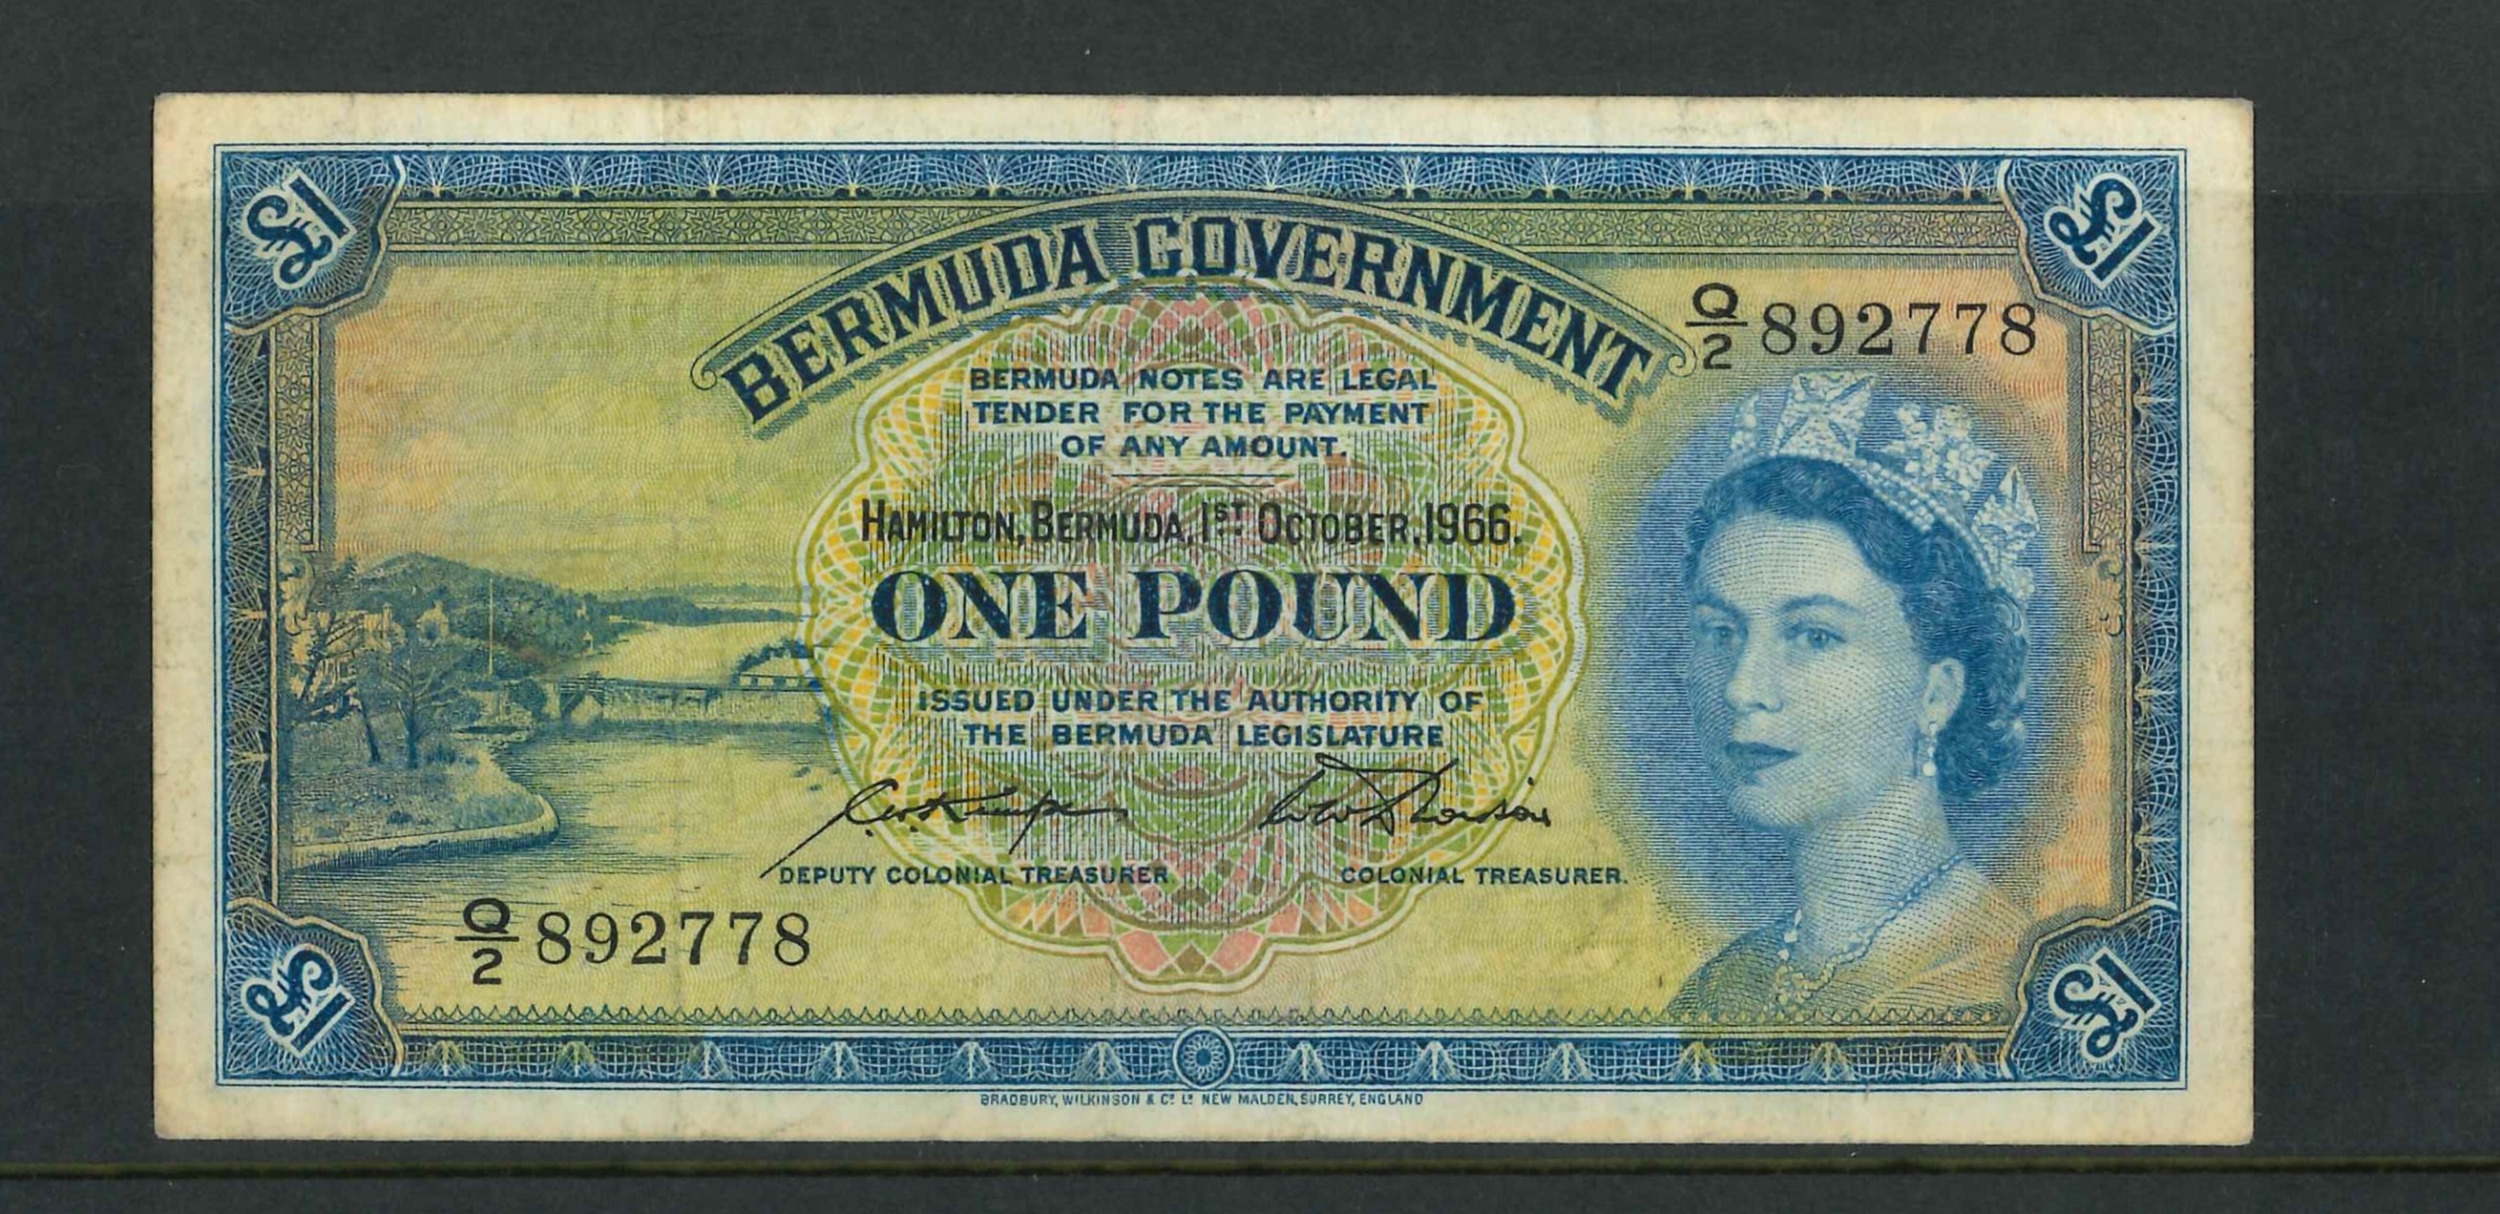 £1
£1
BERMUDA GOVERNMENT
Q/2 892778
BERMUDA NOTES ARE LEGAL
TENDER FOR THE PAYMENT
OF ANY AMOUNT.
HAMILTON, BERMUDA, 1ST OCTOBER, 1966.
ONE POUND
ISSUED UNDER THE AUTHORITY OF
THE BERMUDA LEGISLATURE
DEPUTY COLONIAL TREASURER
COLONIAL TREASURER.
Q/2 892778
£1
£1
BRADBURY, WILKINSON & Co. Ld. NEW MALDEN, SURREY, ENGLAND